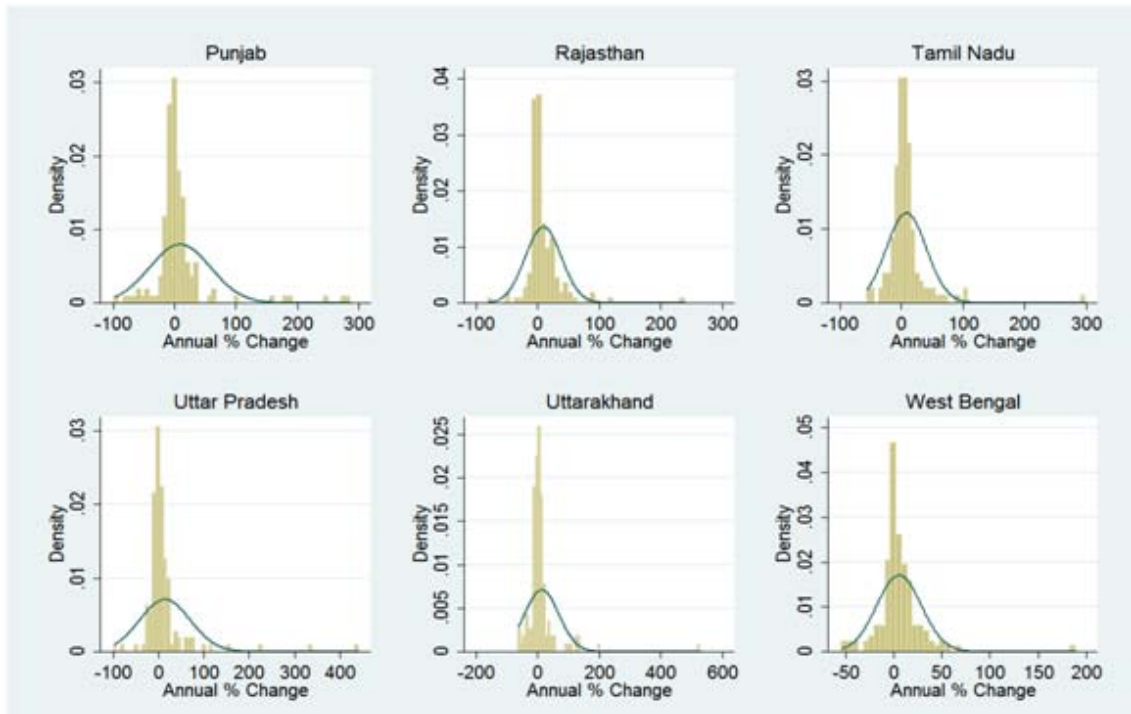 Punjab
Density
0
.01
.02
.03
-100 0 100 200 300
Annual % Change
Rajasthan
Density
0
.01
.02
.03
.04
-100 0 100 200 300
Annual % Change
Tamil Nadu
Density
0
.01
.02
.03
-100 0 100 200 300
Annual % Change
Uttar Pradesh
Density
0
.01
.02
.03
-100 0 100 200 300 400
Annual % Change
Uttarakhand
Density
0
.005
.01
.015
.02
.025
-200 0 200 400 600
Annual % Change
West Bengal
Density
0
.01
.02
.03
.04
.05
-50 0 50 100 150 200
Annual % Change